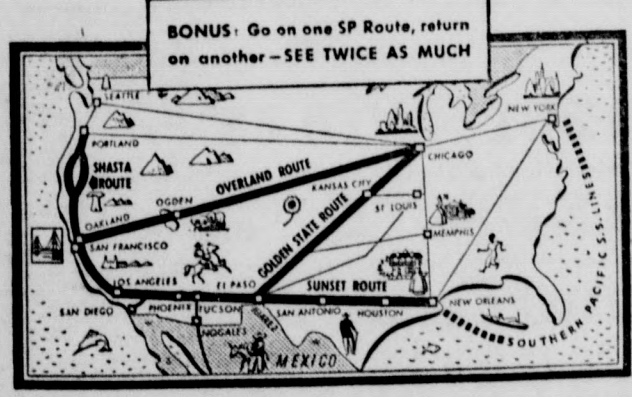 BONUS: Go on one SP Route, return
on another—SEE TWICE AS MUCH
SEATTLE
PORTLAND
SHASTA
ROUTE
OVERLAND ROUTE
OGDEN
OAKLAND
SAN FRANCISCO
LOS ANGELES
SAN DIEGO
PHOENIX
TUCSON
NOGALES
EL PASO
JUAREZ
GOLDEN STATE ROUTE
KANSAS CITY
ST LOUIS
CHICAGO
NEW YORK
MEMPHIS
SUNSET ROUTE
SAN ANTONIO
HOUSTON
NEW ORLEANS
SOUTHERN PACIFIC S.S. LINES
MEXICO